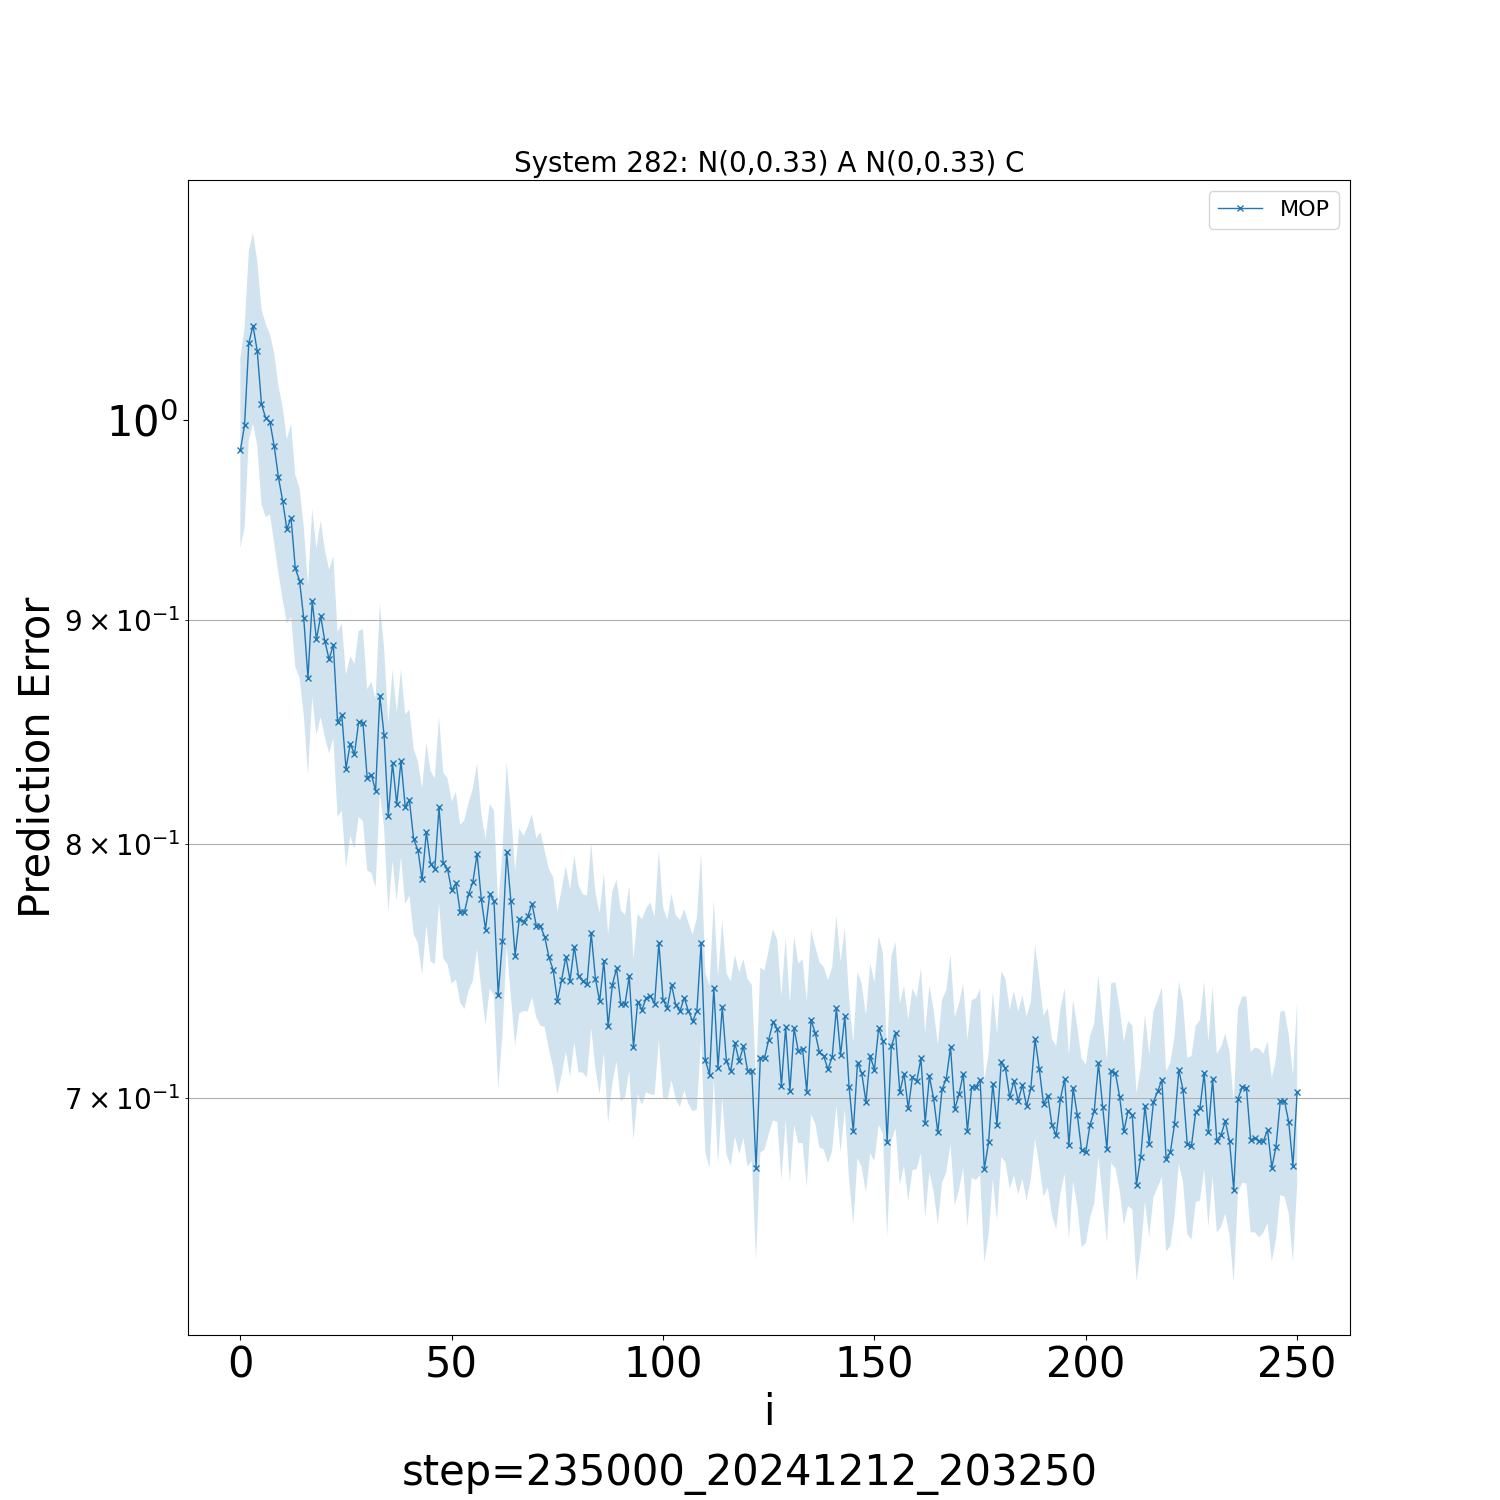 System 282: N(0,0.33) A N(0,0.33) C
MOP
10⁰
9 × 10⁻¹
8 × 10⁻¹
7 × 10⁻¹
Prediction Error
0 50 100 150 200 250
i
step=235000_20241212_203250